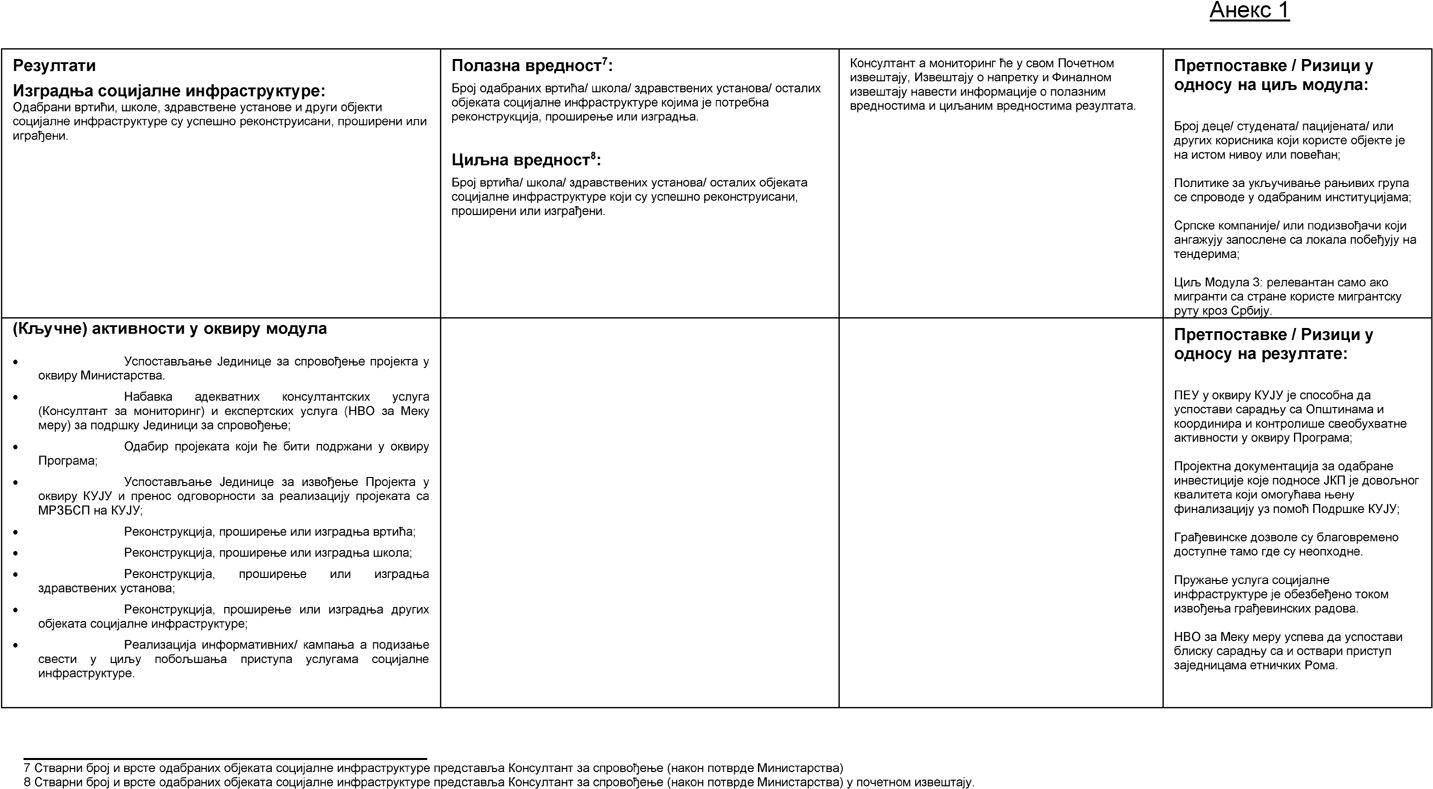 Анекс 1
Резултати
Изградња социјалне инфраструктуре:
Одабрани вртићи, школе, здравствене установе и други објекти
социјалне инфраструктуре су успешно реконструисани, проширени или
играђени.
Полазна вредност7:
Број одабраних вртића/ школа/ здравствених установа/ осталих
објеката социјалне инфраструктуре којима је потребна
реконструкција, проширење или изградња.
Циљна вредност8:
Број вртића/ школа/ здравствених установа/ осталих објеката
социјалне инфраструктуре који су успешно реконструисани,
проширени или изграђени.
Консултант а мониторинг ће у свом Почетном
извештају, Извештају о напретку и Финалном
извештају навести информације о полазним
вредностима и циљаним вредностима резултата.
Претпоставке / Ризици у
односу на циљ модула:
Број деце/ студената/ пацијената/ или
других корисника који користе објекте је
на истом нивоу или повећан;
Политике за укључивање рањивих група
се спроводе у одабраним институцијама;
Српске компаније/ или подизвођачи који
ангажују запослене са локала побеђују на
тендерима;
Циљ Модула 3: релевантан само ако
мигранти са стране користе мигрантску
руту кроз Србију.
(Кључне) активности у оквиру модула
• Успостављање Јединице за спровођење пројекта у
оквиру Министарства.
• Набавка адекватних консултантских услуга
(Консултант за мониторинг) и експертских услуга (НВО за Меку
меру) за подршку Јединици за спровођење;
• Одабир пројеката који ће бити подржани у оквиру
Програма;
• Успостављање Јединице за извођење Пројекта у
оквиру КУЈУ и пренос одговорности за реализацију пројеката са
МРЗБСП на КУЈУ;
• Реконструкција, проширење или изградња вртића;
• Реконструкција, проширење или изградња школа;
• Реконструкција, проширење или изградња
здравствених установа;
• Реконструкција, проширење или изградња других
објеката социјалне инфраструктуре;
• Реализација информативних/ кампања а подизање
свести у циљу побољшања приступа услугама социјалне
инфраструктуре.
Претпоставке / Ризици у
односу на резултате:
ПЕУ у оквиру КУЈУ је способна да
успостави сарадњу са Општинама и
координира и контролише свеобухватне
активности у оквиру Програма;
Пројектна документација за одабране
инвестиције које подносе ЈКП је довољног
квалитета који омогућава њену
финализацију уз помоћ Подршке КУЈУ;
Грађевинске дозволе су благовремено
доступне тамо где су неопходне.
Пружање услуга социјалне
инфраструктуре је обезбеђено током
извођења грађевинских радова.
НВО за Меку меру успева да успостави
блиску сарадњу са и оствари приступ
заједницама етничких Рома.
7 Стварни број и врсте одабраних објеката социјалне инфраструктуре представља Консултант за спровођење (након потврде Министарства)
8 Стварни број и врсте одабраних објеката социјалне инфраструктуре представља Консултант за спровођење (након потврде Министарства) у почетном извештају.